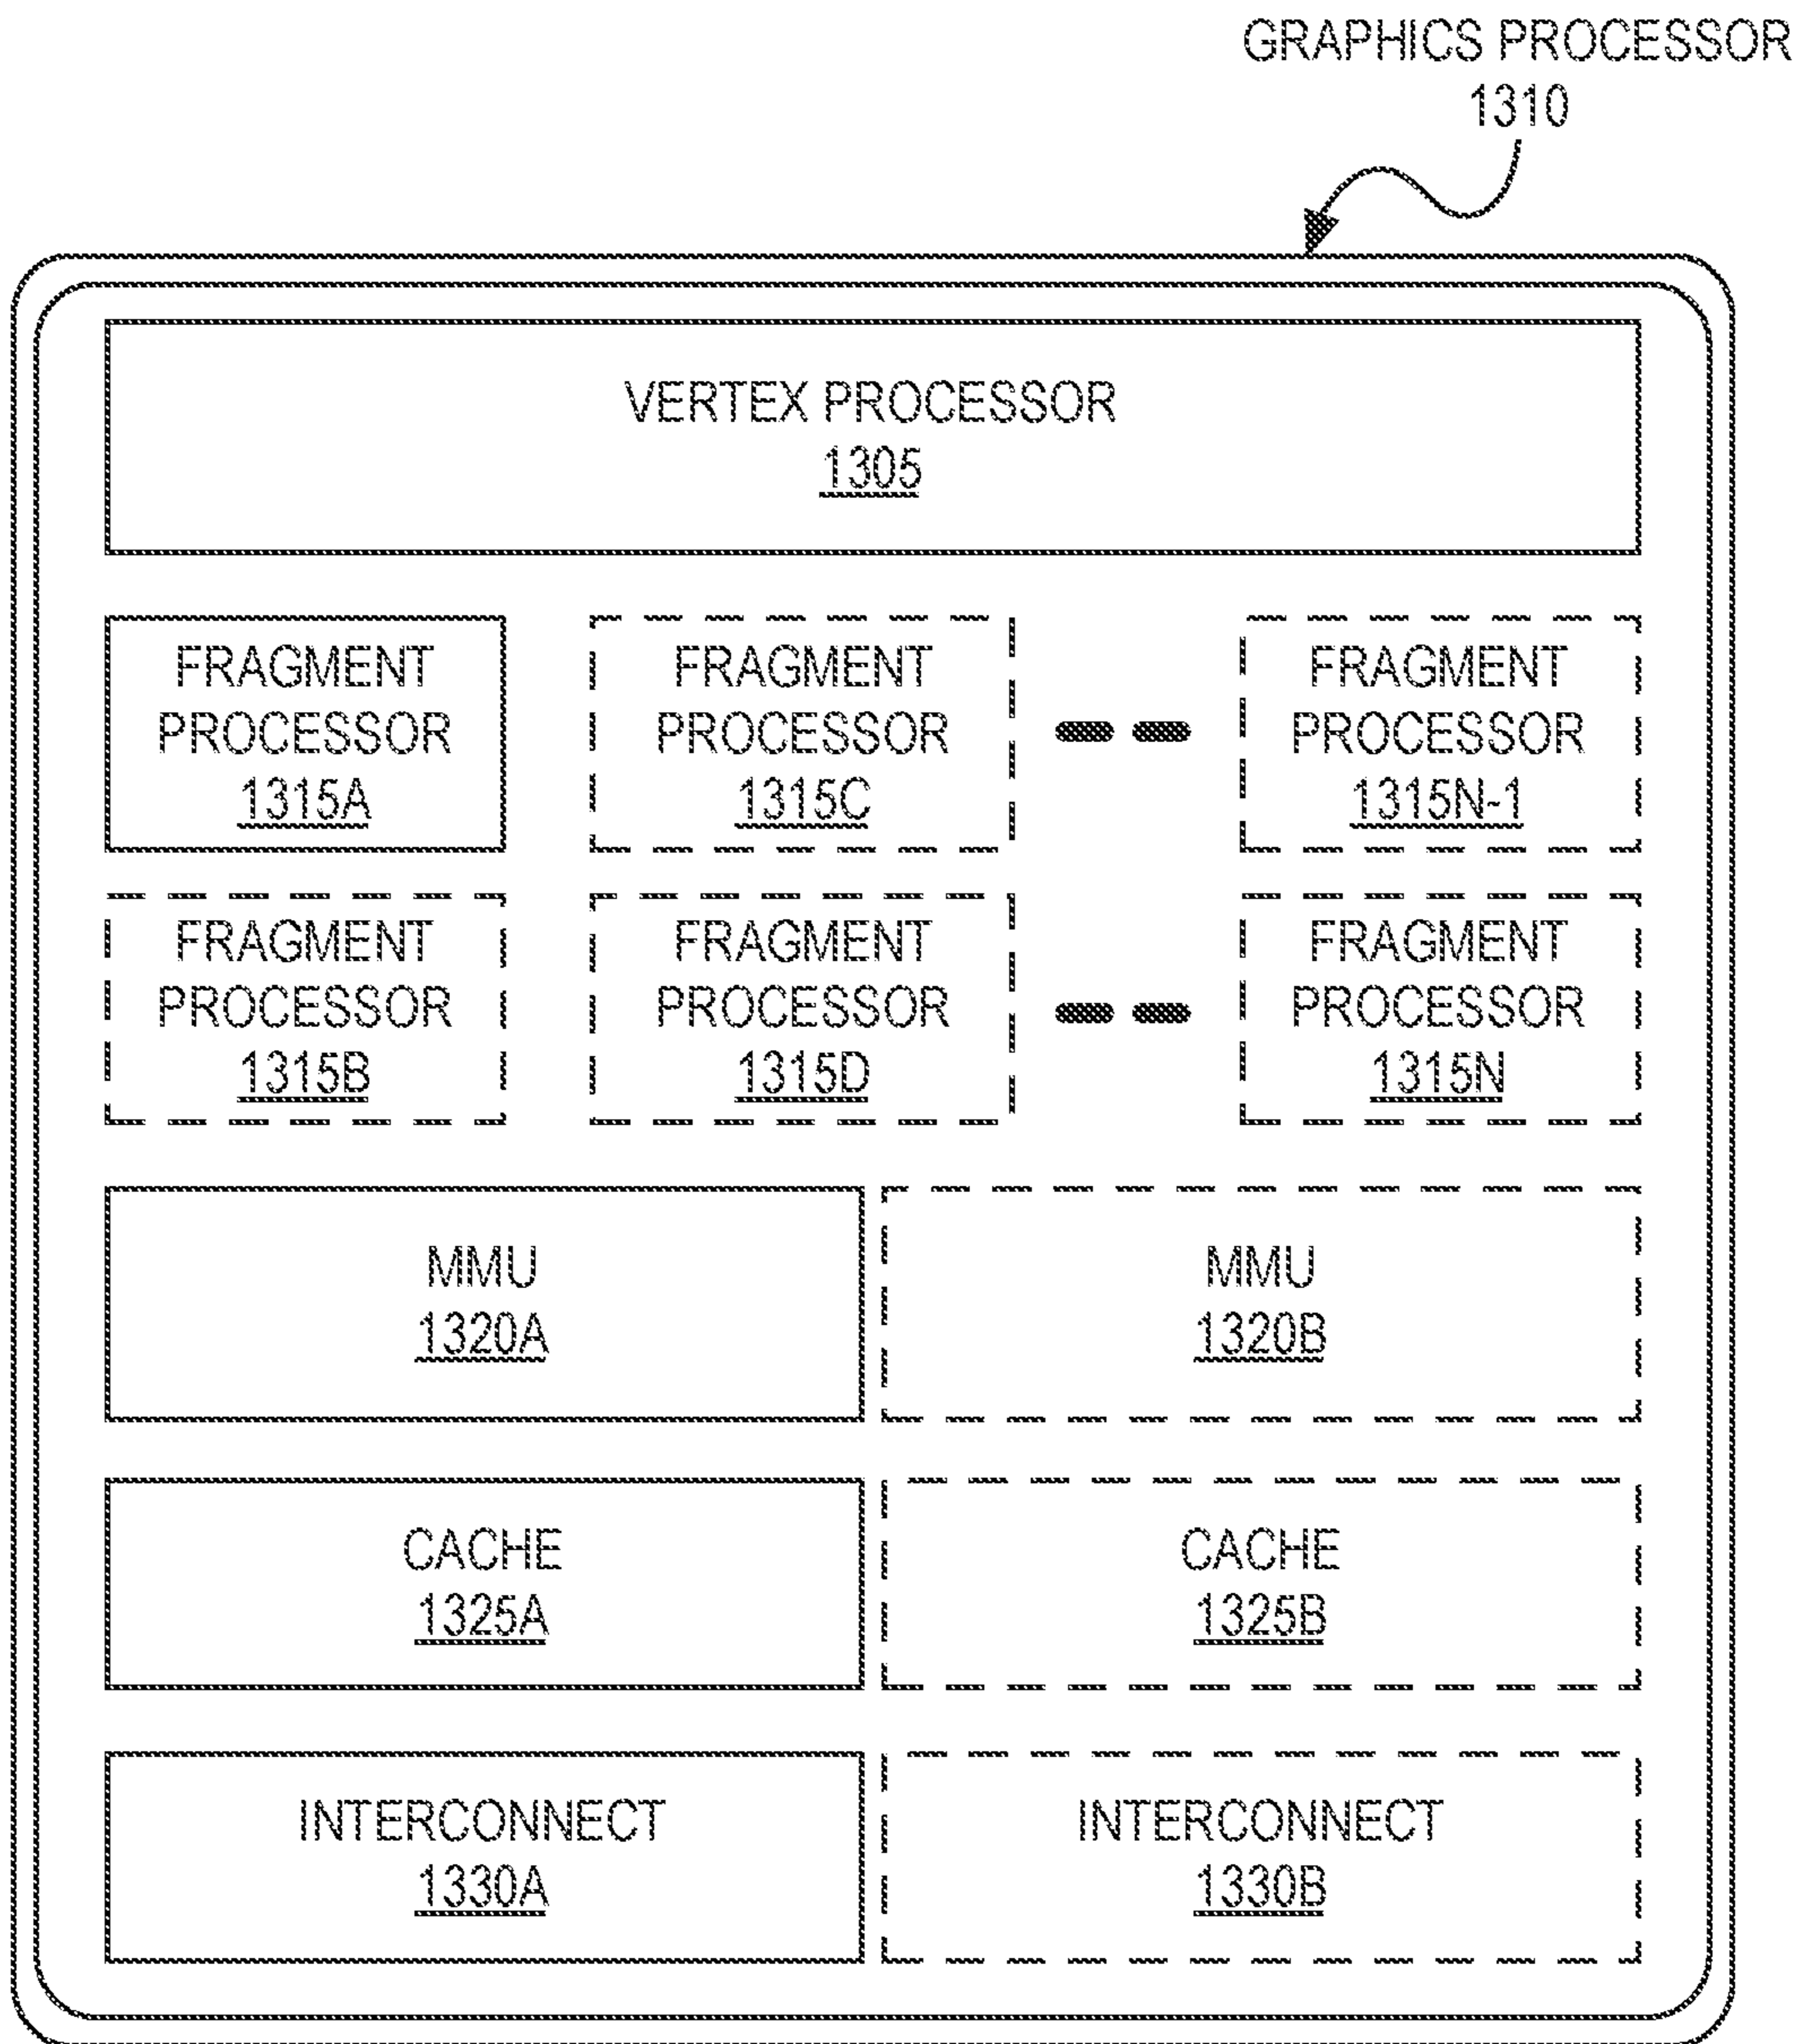 GRAPHICS PROCESSOR
1310
VERTEX PROCESSOR
1305
FRAGMENT
PROCESSOR
1315A
FRAGMENT
PROCESSOR
1315C
FRAGMENT
PROCESSOR
1315N-1
FRAGMENT
PROCESSOR
1315B
FRAGMENT
PROCESSOR
1315D
FRAGMENT
PROCESSOR
1315N
MMU
1320A
MMU
1320B
CACHE
1325A
CACHE
1325B
INTERCONNECT
1330A
INTERCONNECT
1330B